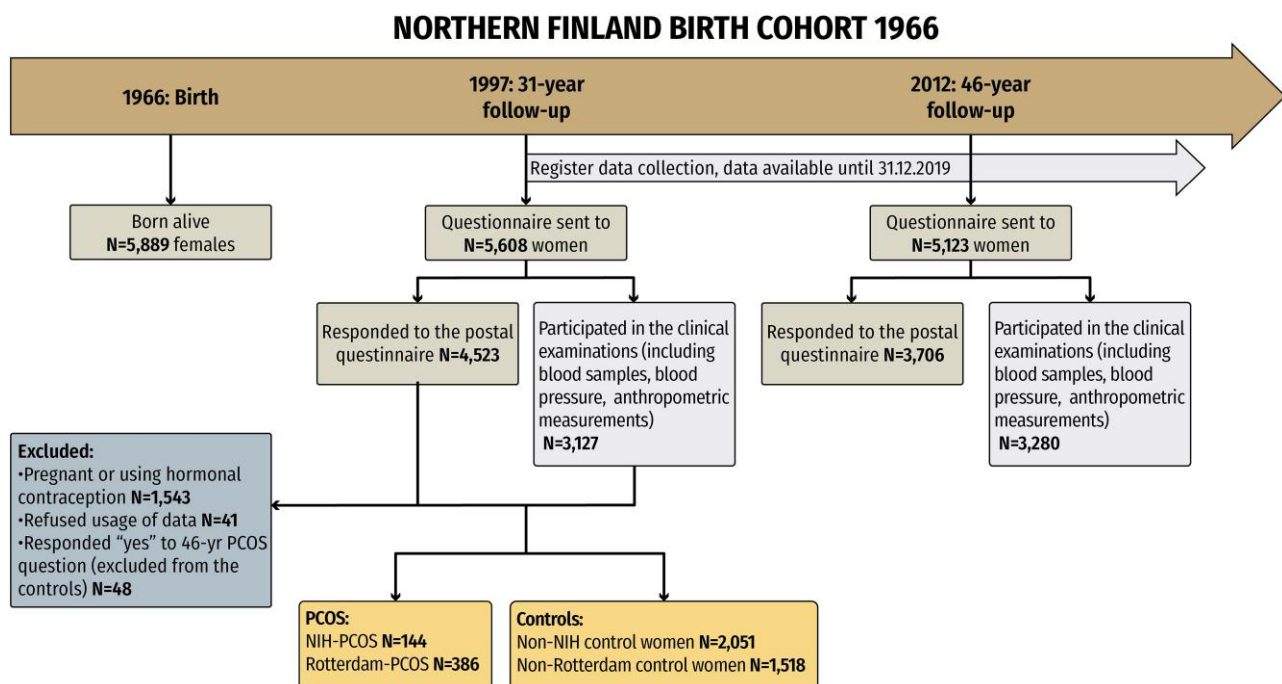 NORTHERN FINLAND BIRTH COHORT 1966
1966: Birth
1997: 31-year
follow-up
2012: 46-year
follow-up
Register data collection, data available until 31.12.2019
Born alive
N=5,889 females
Questionnaire sent to
N=5,608 women
Questionnaire sent to
N=5,123 women
Responded to the postal
questinnaire N=4,523
Participated in the clinical
examinations (including
blood samples, blood
pressure, anthropometric
measurements)
N=3,127
Responded to the postal
questinnaire N=3,706
Participated in the clinical
examinations (including
blood samples, blood
pressure, anthropometric
measurements)
N=3,280
Excluded:
•Pregnant or using hormonal
contraception N=1,543
•Refused usage of data N=41
•Responded “yes” to 46-yr PCOS
question (excluded from the
controls) N=48
PCOS:
NIH-PCOS N=144
Rotterdam-PCOS N=386
Controls:
Non-NIH control women N=2,051
Non-Rotterdam control women N=1,518